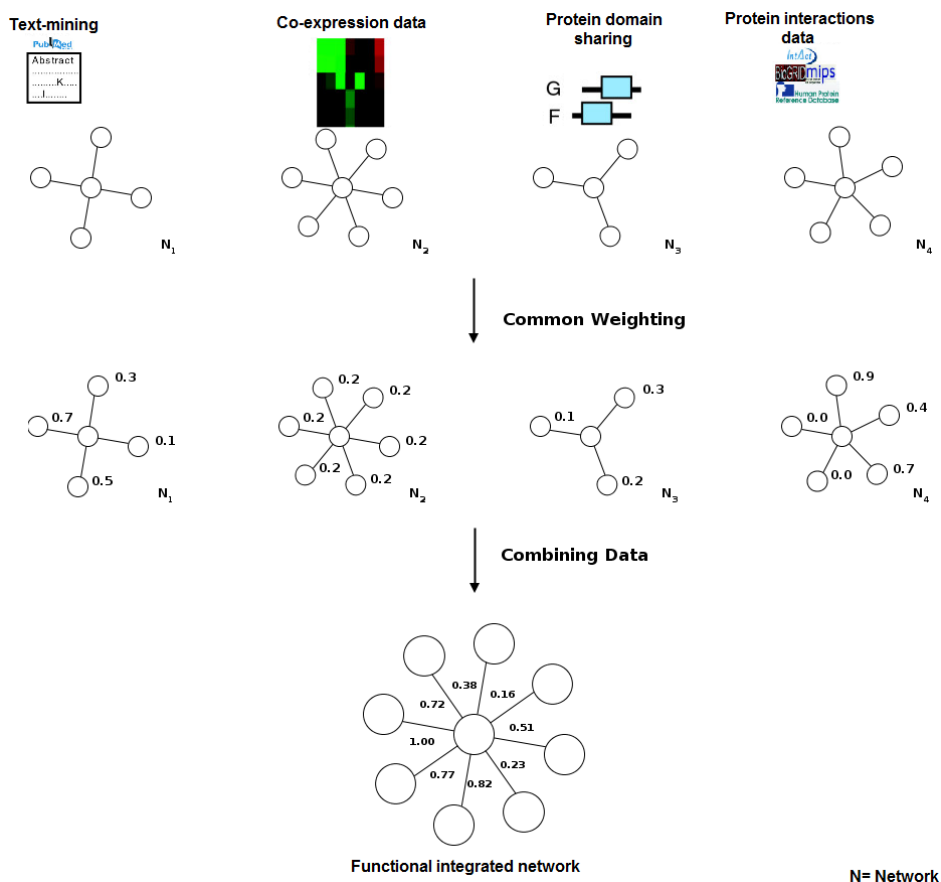 Text-mining
PubMed
Abstract
...............
........K....
....I........
Co-expression data
Protein domain
sharing
G
F
Protein interactions
data
IntAct
BioGRID mips
Human Protein
Reference Database
N1
N2
N3
N4
Common Weighting
0.3
0.7
0.1
0.5
N1
0.2
0.2
0.2
0.2
0.2
0.2
N2
0.3
0.1
0.2
N3
0.9
0.0
0.4
0.0
0.7
N4
Combining Data
0.38
0.16
0.72
0.51
1.00
0.23
0.77
0.82
Functional integrated network
N= Network